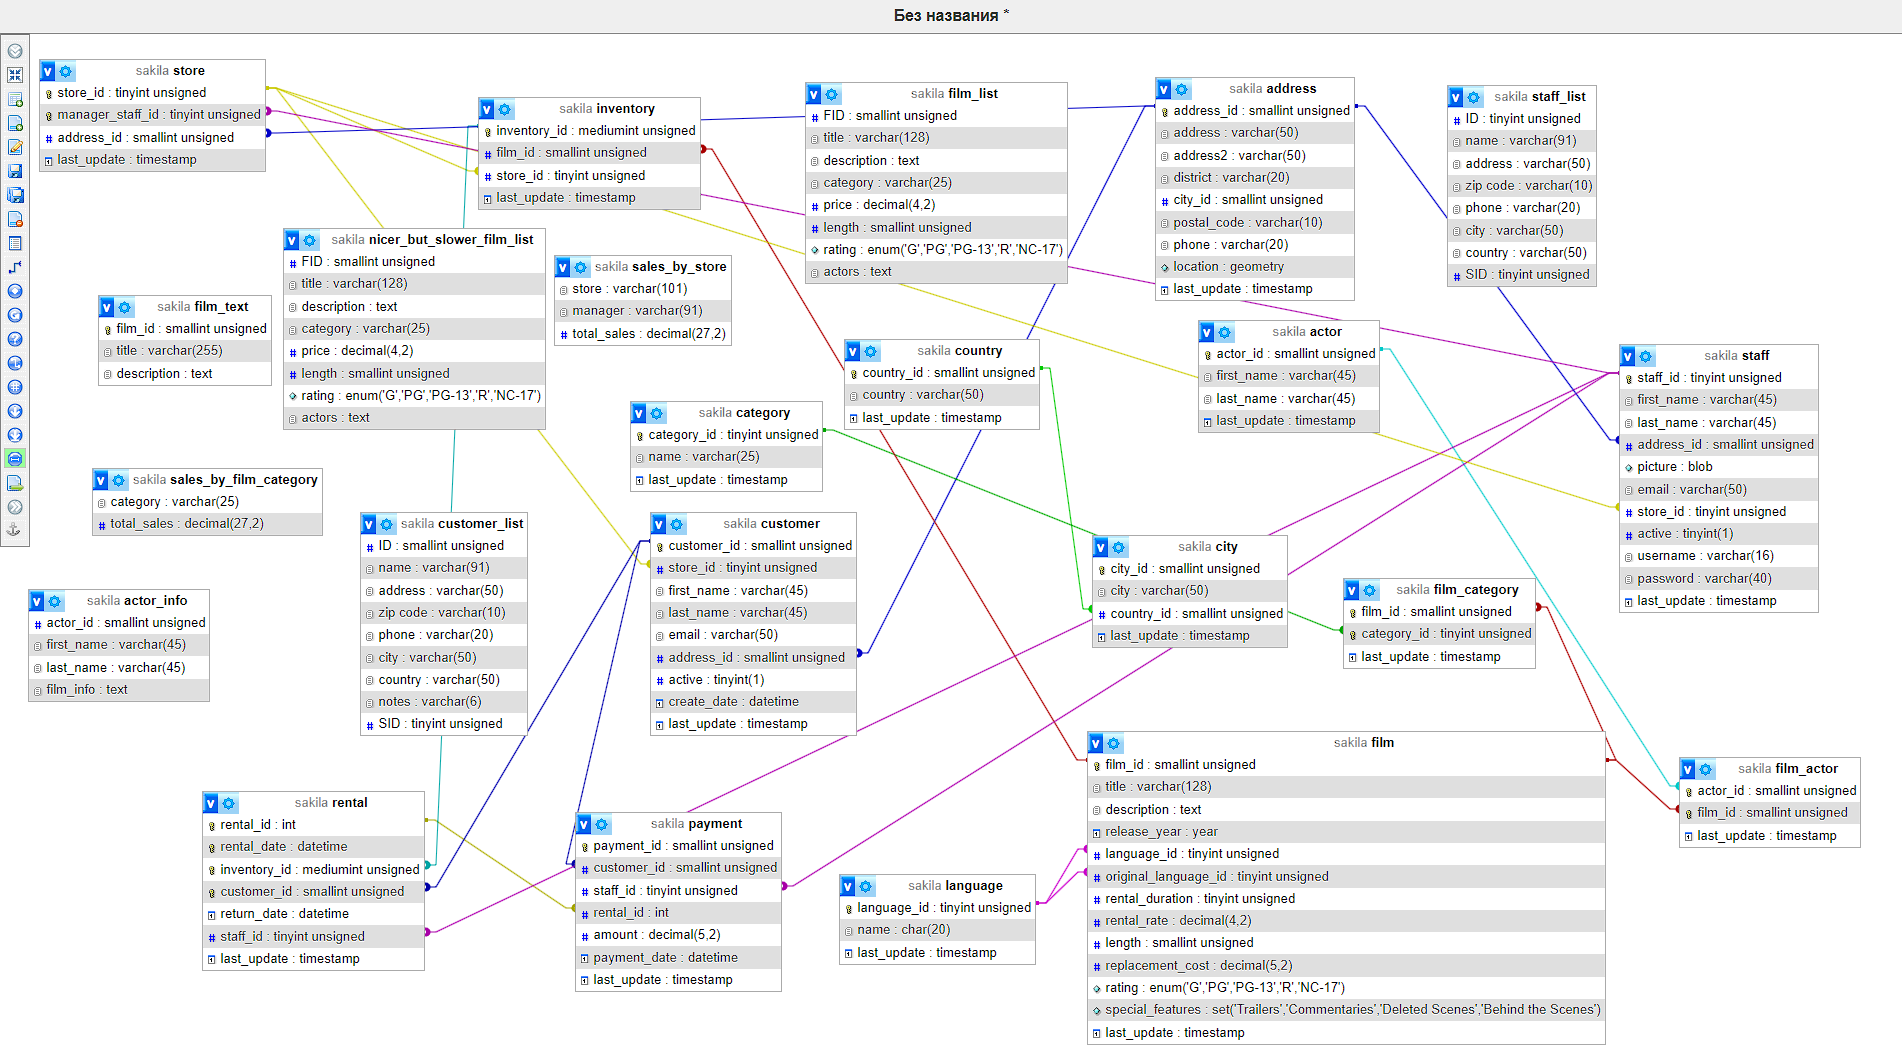 Без названия *
sakila store
store_id : tinyint unsigned
manager_staff_id : tinyint unsigned
address_id : smallint unsigned
last_update : timestamp
sakila inventory
inventory_id : mediumint unsigned
film_id : smallint unsigned
store_id : tinyint unsigned
last_update : timestamp
sakila film_list
FID : smallint unsigned
title : varchar(128)
description : text
category : varchar(25)
price : decimal(4,2)
length : smallint unsigned
rating : enum('G','PG','PG-13','R','NC-17')
actors : text
sakila address
address_id : smallint unsigned
address : varchar(50)
address2 : varchar(50)
district : varchar(20)
city_id : smallint unsigned
postal_code : varchar(10)
phone : varchar(20)
location : geometry
last_update : timestamp
sakila staff_list
ID : tinyint unsigned
name : varchar(91)
address : varchar(50)
zip code : varchar(10)
phone : varchar(20)
city : varchar(50)
country : varchar(50)
SID : tinyint unsigned
sakila nicer_but_slower_film_list
FID : smallint unsigned
title : varchar(128)
description : text
category : varchar(25)
price : decimal(4,2)
length : smallint unsigned
rating : enum('G','PG','PG-13','R','NC-17')
actors : text
sakila sales_by_store
store : varchar(101)
manager : varchar(91)
total_sales : decimal(27,2)
sakila film_text
film_id : smallint unsigned
title : varchar(255)
description : text
sakila country
country_id : smallint unsigned
country : varchar(50)
last_update : timestamp
sakila actor
actor_id : smallint unsigned
first_name : varchar(45)
last_name : varchar(45)
last_update : timestamp
sakila staff
staff_id : tinyint unsigned
first_name : varchar(45)
last_name : varchar(45)
address_id : smallint unsigned
picture : blob
email : varchar(50)
store_id : tinyint unsigned
active : tinyint(1)
username : varchar(16)
password : varchar(40)
last_update : timestamp
sakila category
category_id : tinyint unsigned
name : varchar(25)
last_update : timestamp
sakila sales_by_film_category
category : varchar(25)
total_sales : decimal(27,2)
sakila customer_list
ID : smallint unsigned
name : varchar(91)
address : varchar(50)
zip code : varchar(10)
phone : varchar(20)
city : varchar(50)
country : varchar(50)
notes : varchar(6)
SID : tinyint unsigned
sakila customer
customer_id : smallint unsigned
store_id : tinyint unsigned
first_name : varchar(45)
last_name : varchar(45)
email : varchar(50)
address_id : smallint unsigned
active : tinyint(1)
create_date : datetime
last_update : timestamp
sakila city
city_id : smallint unsigned
city : varchar(50)
country_id : smallint unsigned
last_update : timestamp
sakila film_category
film_id : smallint unsigned
category_id : tinyint unsigned
last_update : timestamp
sakila actor_info
actor_id : smallint unsigned
first_name : varchar(45)
last_name : varchar(45)
film_info : text
sakila film
film_id : smallint unsigned
title : varchar(128)
description : text
release_year : year
language_id : tinyint unsigned
original_language_id : tinyint unsigned
rental_duration : tinyint unsigned
rental_rate : decimal(4,2)
length : smallint unsigned
replacement_cost : decimal(5,2)
rating : enum('G','PG','PG-13','R','NC-17')
special_features : set('Trailers','Commentaries','Deleted Scenes','Behind the Scenes')
last_update : timestamp
sakila film_actor
actor_id : smallint unsigned
film_id : smallint unsigned
last_update : timestamp
sakila rental
rental_id : int
rental_date : datetime
inventory_id : mediumint unsigned
customer_id : smallint unsigned
return_date : datetime
staff_id : tinyint unsigned
last_update : timestamp
sakila payment
payment_id : smallint unsigned
customer_id : smallint unsigned
staff_id : tinyint unsigned
rental_id : int
amount : decimal(5,2)
payment_date : datetime
last_update : timestamp
sakila language
language_id : tinyint unsigned
name : char(20)
last_update : timestamp